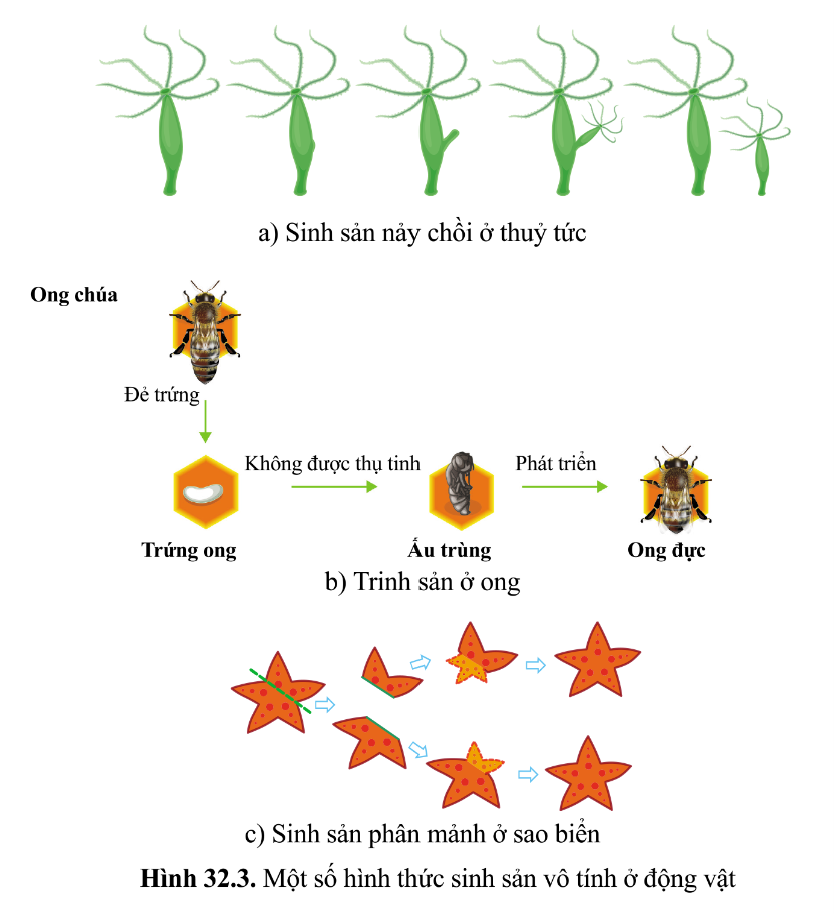 a) Sinh sản nảy chồi ở thuỷ tức
Ong chúa
Đẻ trứng
Không được thụ tinh
Phát triển
Trứng ong
Ấu trùng
Ong đực
b) Trinh sản ở ong
c) Sinh sản phân mảnh ở sao biển
Hình 32.3. Một số hình thức sinh sản vô tính ở động vật